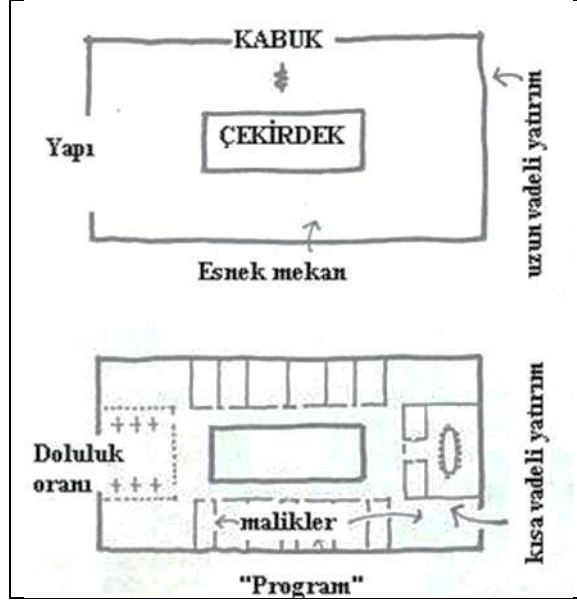 KABUK
ÇEKİRDEK
Yapı
uzun vadeli yatırım
Esnek mekan
Doluluk
oranı
malikler
kısa vadeli yatırım
"Program"